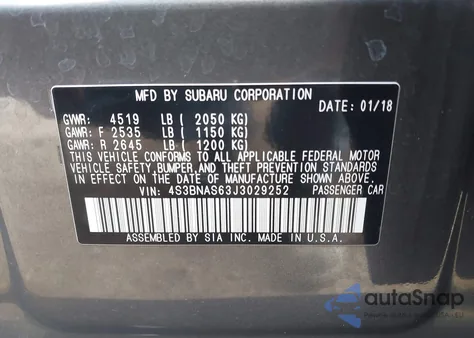 MFD BY SUBARU CORPORATION
DATE: 01/18
GVWR: 4519 LB ( 2050 KG)
GAWR: F 2535 LB ( 1150 KG)
GAWR: R 2645 LB ( 1200 KG)
THIS VEHICLE CONFORMS TO ALL APPLICABLE FEDERAL MOTOR
VEHICLE SAFETY,BUMPER,AND THEFT PREVENTION STANDARDS
IN EFFECT ON THE DATE OF MANUFACTURE SHOWN ABOVE.
VIN: 4S3BNAS63J3029252 PASSENGER CAR
ASSEMBLED BY SIA INC. MADE IN U.S.A.
autoSnap